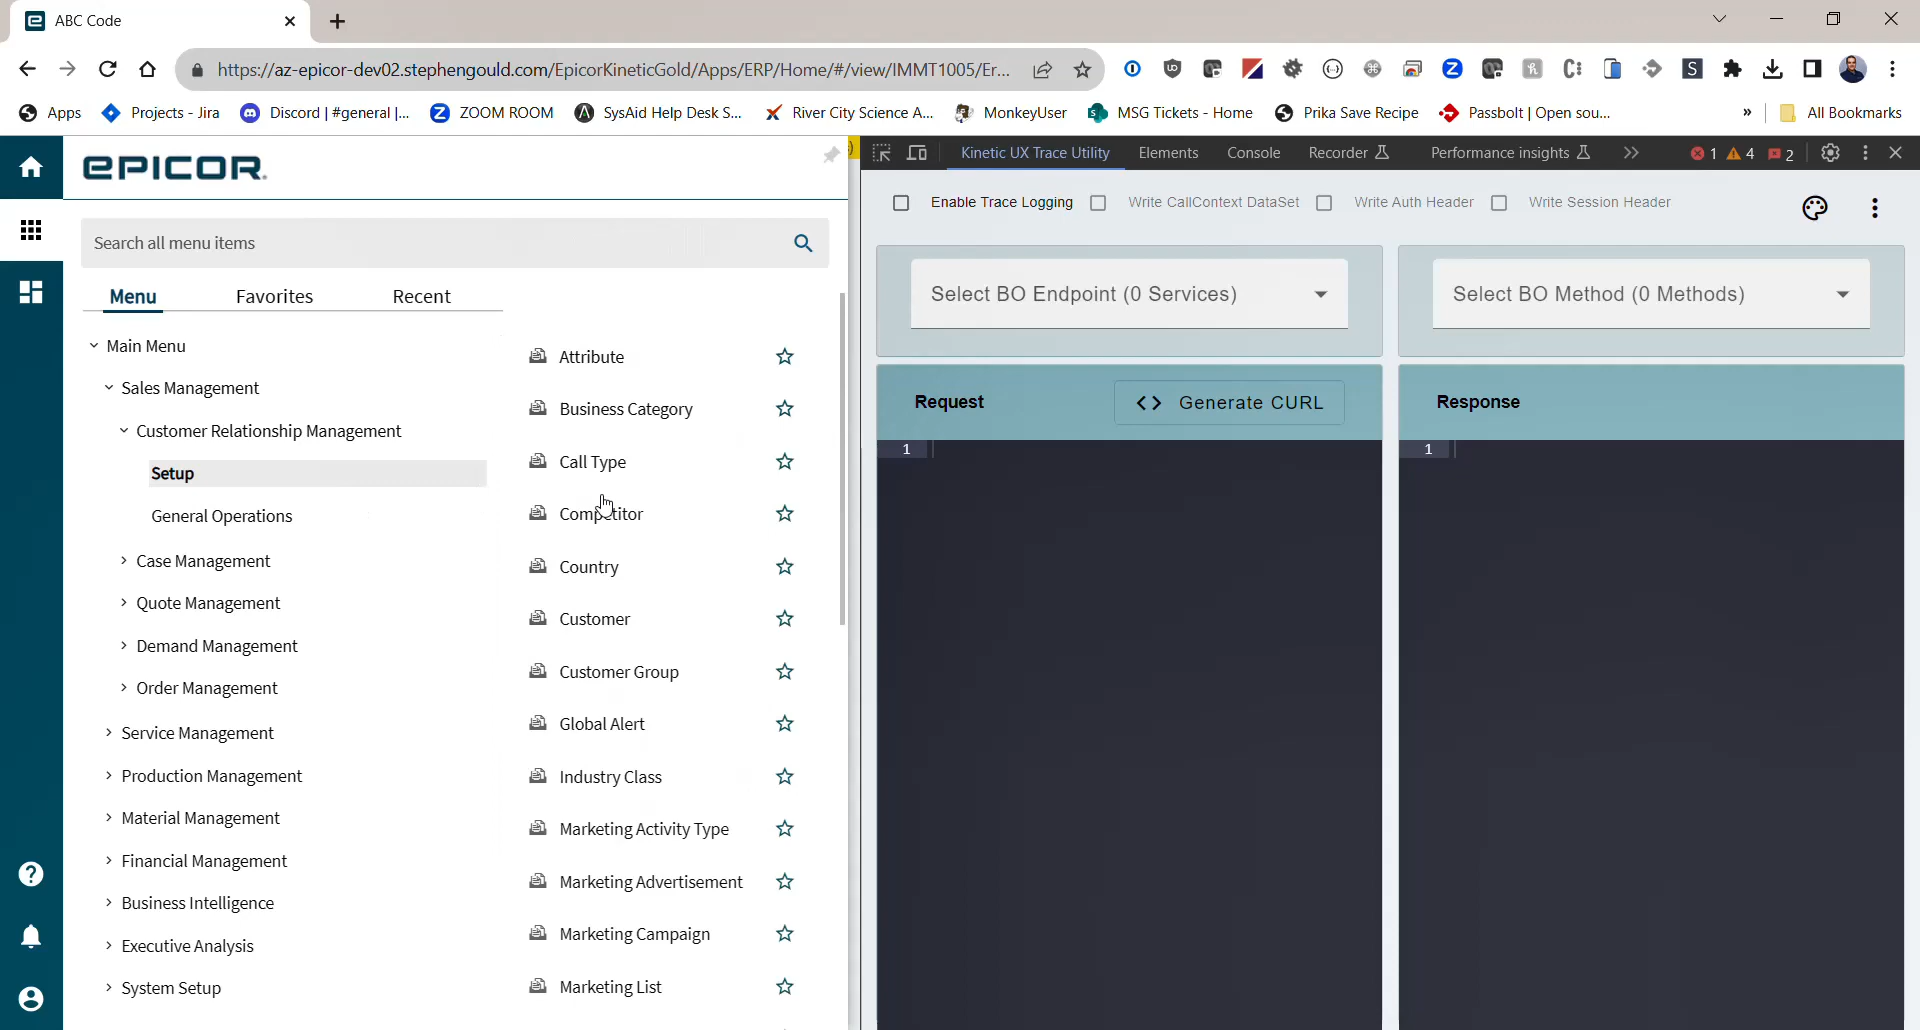 ABC Code
https://az-epicor-dev02.stephengould.com/EpicorKineticGold/Apps/ERP/Home/#/view/IMMT1005/Er...
Apps
Projects - Jira
Discord | #general |...
ZOOM ROOM
SysAid Help Desk S...
River City Science A...
MonkeyUser
MSG Tickets - Home
Prika Save Recipe
Passbolt | Open sou...
»
All Bookmarks
EPICOR
Search all menu items
Menu Favorites Recent
Main Menu
Sales Management
Customer Relationship Management
Setup
General Operations
Case Management
Quote Management
Demand Management
Order Management
Service Management
Production Management
Material Management
Financial Management
Business Intelligence
Executive Analysis
System Setup
Attribute
Business Category
Call Type
Competitor
Country
Customer
Customer Group
Global Alert
Industry Class
Marketing Activity Type
Marketing Advertisement
Marketing Campaign
Marketing List
Kinetic UX Trace Utility Elements Console Recorder Performance insights 1 4 2
Enable Trace Logging Write CallContext DataSet Write Auth Header Write Session Header
Select BO Endpoint (0 Services)
Select BO Method (0 Methods)
Request
<> Generate CURL
1
Response
1